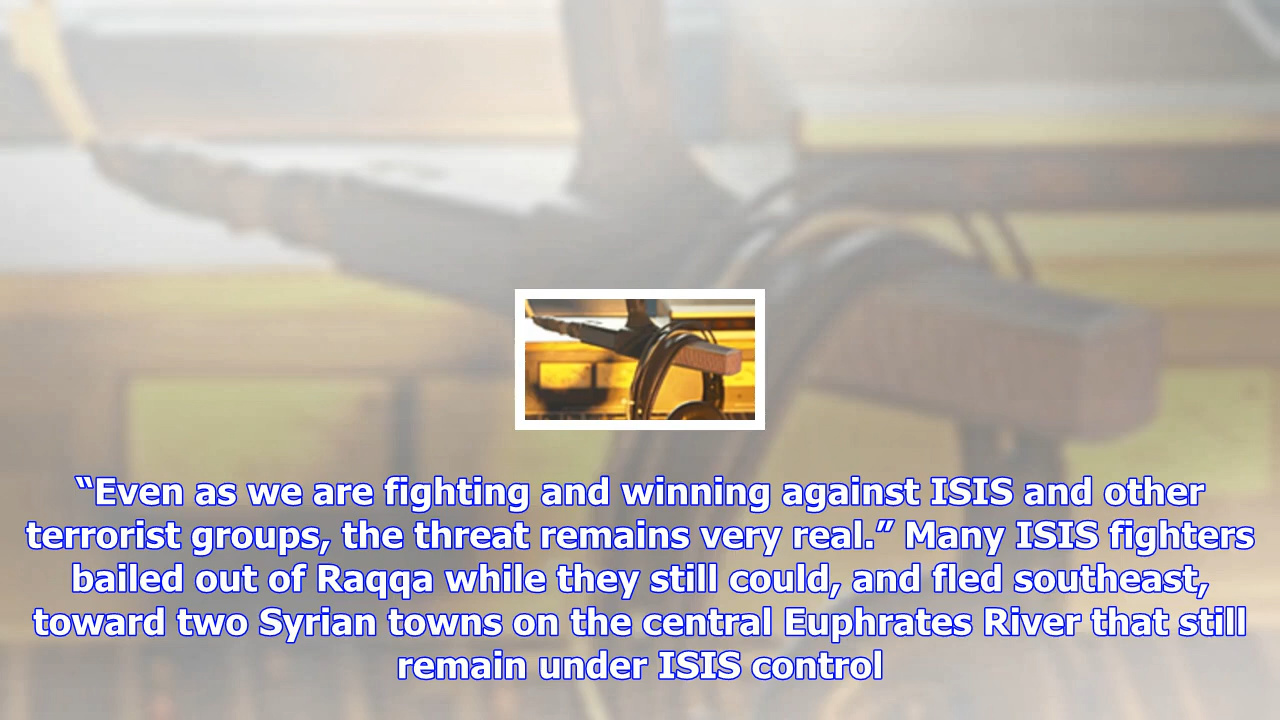 “Even as we are fighting and winning against ISIS and other
terrorist groups, the threat remains very real.” Many ISIS fighters
bailed out of Raqqa while they still could, and fled southeast,
toward two Syrian towns on the central Euphrates River that still
remain under ISIS control